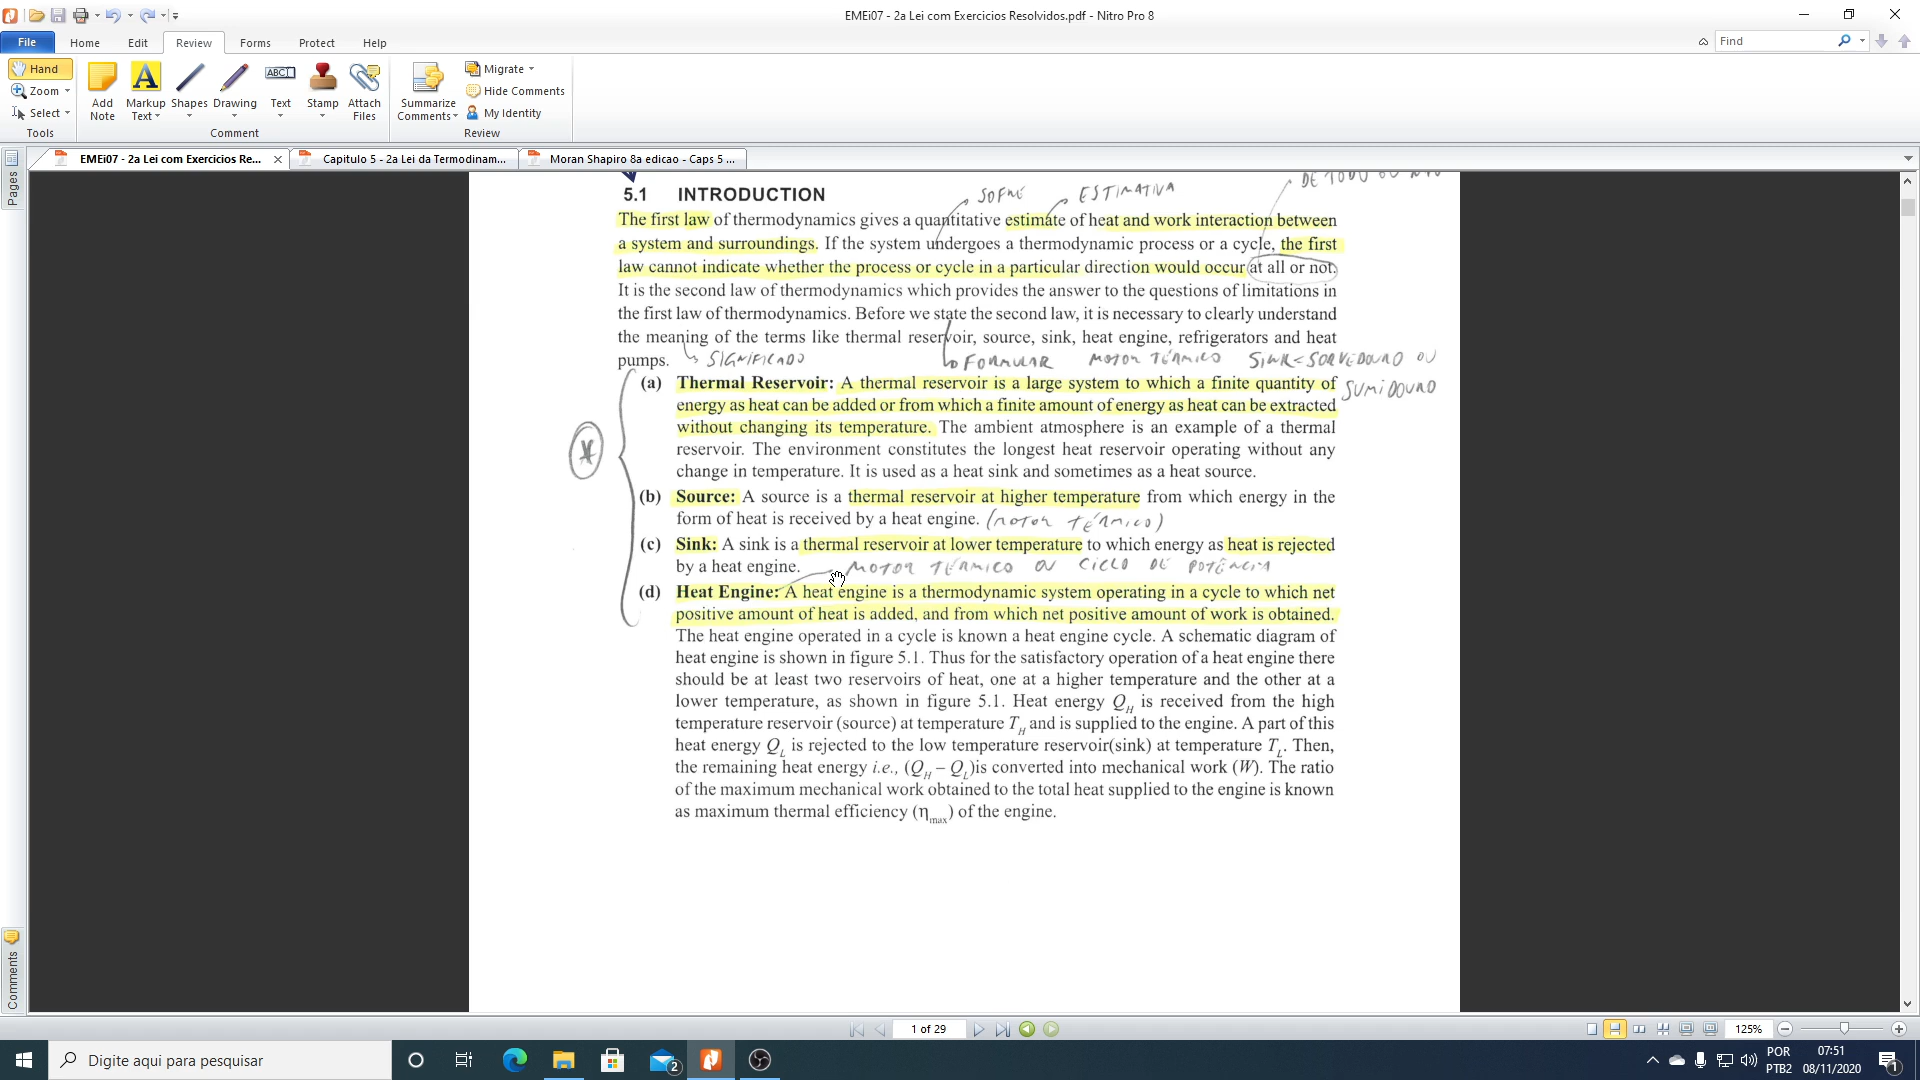 EMEi07 - 2a Lei com Exercicios Resolvidos.pdf - Nitro Pro 8
File Home Edit Review Forms Protect Help
Find
Hand
Zoom
Select
Tools
Add Note
Markup Text
Shapes
Drawing
ABC Text
Stamp
Attach Files
Comment
Summarize Comments
Migrate
Hide Comments
My Identity
Review
EMEi07 - 2a Lei com Exercicios Re...
Capitulo 5 - 2a Lei da Termodinam...
Moran Shapiro 8a edicao - Caps 5 ...
Pages
DE TODO OU NÃO
5.1 INTRODUCTION
SOFRE ESTIMATIVA
The first law of thermodynamics gives a quantitative estimate of heat and work interaction between
a system and surroundings. If the system undergoes a thermodynamic process or a cycle, the first
law cannot indicate whether the process or cycle in a particular direction would occur at all or not.
It is the second law of thermodynamics which provides the answer to the questions of limitations in
the first law of thermodynamics. Before we state the second law, it is necessary to clearly understand
the meaning of the terms like thermal reservoir, source, sink, heat engine, refrigerators and heat
pumps.
SIGNIFICADO FORMULAR MOTOR TÉRMICO SINK = SORVEDOURO OU
SUMIDOURO
(a) Thermal Reservoir: A thermal reservoir is a large system to which a finite quantity of
energy as heat can be added or from which a finite amount of energy as heat can be extracted
without changing its temperature. The ambient atmosphere is an example of a thermal
reservoir. The environment constitutes the longest heat reservoir operating without any
change in temperature. It is used as a heat sink and sometimes as a heat source.
(b) Source: A source is a thermal reservoir at higher temperature from which energy in the
form of heat is received by a heat engine. (MOTOR TÉRMICO)
(c) Sink: A sink is a thermal reservoir at lower temperature to which energy as heat is rejected
by a heat engine. MOTOR TÉRMICO OU CICLO DE POTÊNCIA
(d) Heat Engine: A heat engine is a thermodynamic system operating in a cycle to which net
positive amount of heat is added, and from which net positive amount of work is obtained.
The heat engine operated in a cycle is known a heat engine cycle. A schematic diagram of
heat engine is shown in figure 5.1. Thus for the satisfactory operation of a heat engine there
should be at least two reservoirs of heat, one at a higher temperature and the other at a
lower temperature, as shown in figure 5.1. Heat energy Q_H is received from the high
temperature reservoir (source) at temperature T_H and is supplied to the engine. A part of this
heat energy Q_L is rejected to the low temperature reservoir(sink) at temperature T_L. Then,
the remaining heat energy i.e., (Q_H – Q_L)is converted into mechanical work (W). The ratio
of the maximum mechanical work obtained to the total heat supplied to the engine is known
as maximum thermal efficiency (η_max) of the engine.
Comments
1 of 29
125%
Digite aqui para pesquisar
2
POR
PTB2
07:51
08/11/2020
1